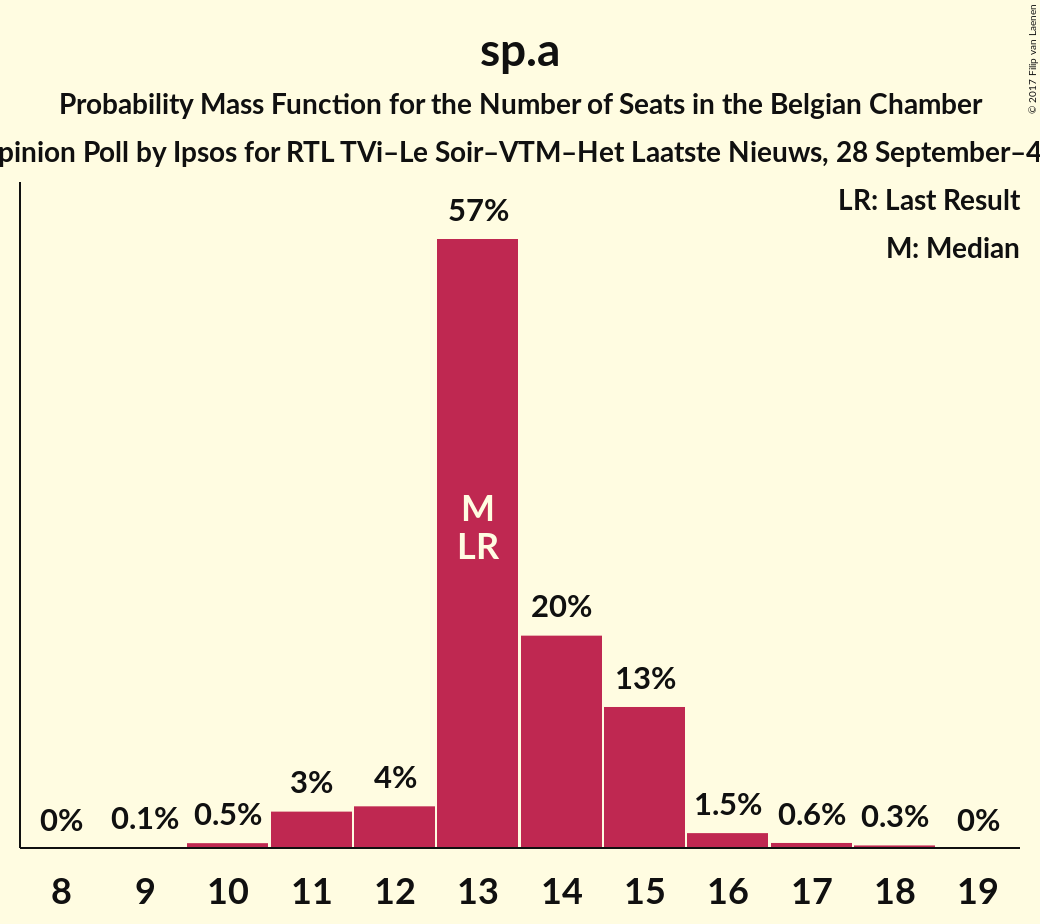 sp.a
Probability Mass Function for the Number of Seats in the Belgian Chamber
pinion Poll by Ipsos for RTL TVi–Le Soir–VTM–Het Laatste Nieuws, 28 September–4
LR: Last Result
M: Median
57%
M
LR
20%
13%
3%
4%
0%
0.1%
0.5%
1.5%
0.6%
0.3%
0%
8 9 10 11 12 13 14 15 16 17 18 19
© 2017 Filip van Laenen